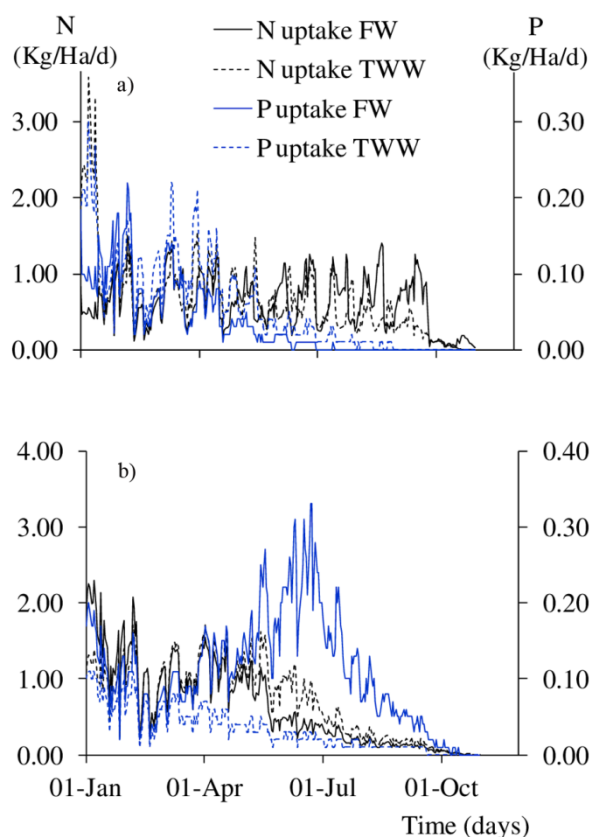 N
(Kg/Ha/d)
P
(Kg/Ha/d)
N uptake FW
N uptake TWW
P uptake FW
P uptake TWW
a)
3.00
2.00
1.00
0.00
0.30
0.20
0.10
0.00
b)
4.00
3.00
2.00
1.00
0.00
0.40
0.30
0.20
0.10
0.00
01-Jan 01-Apr 01-Jul 01-Oct
Time (days)